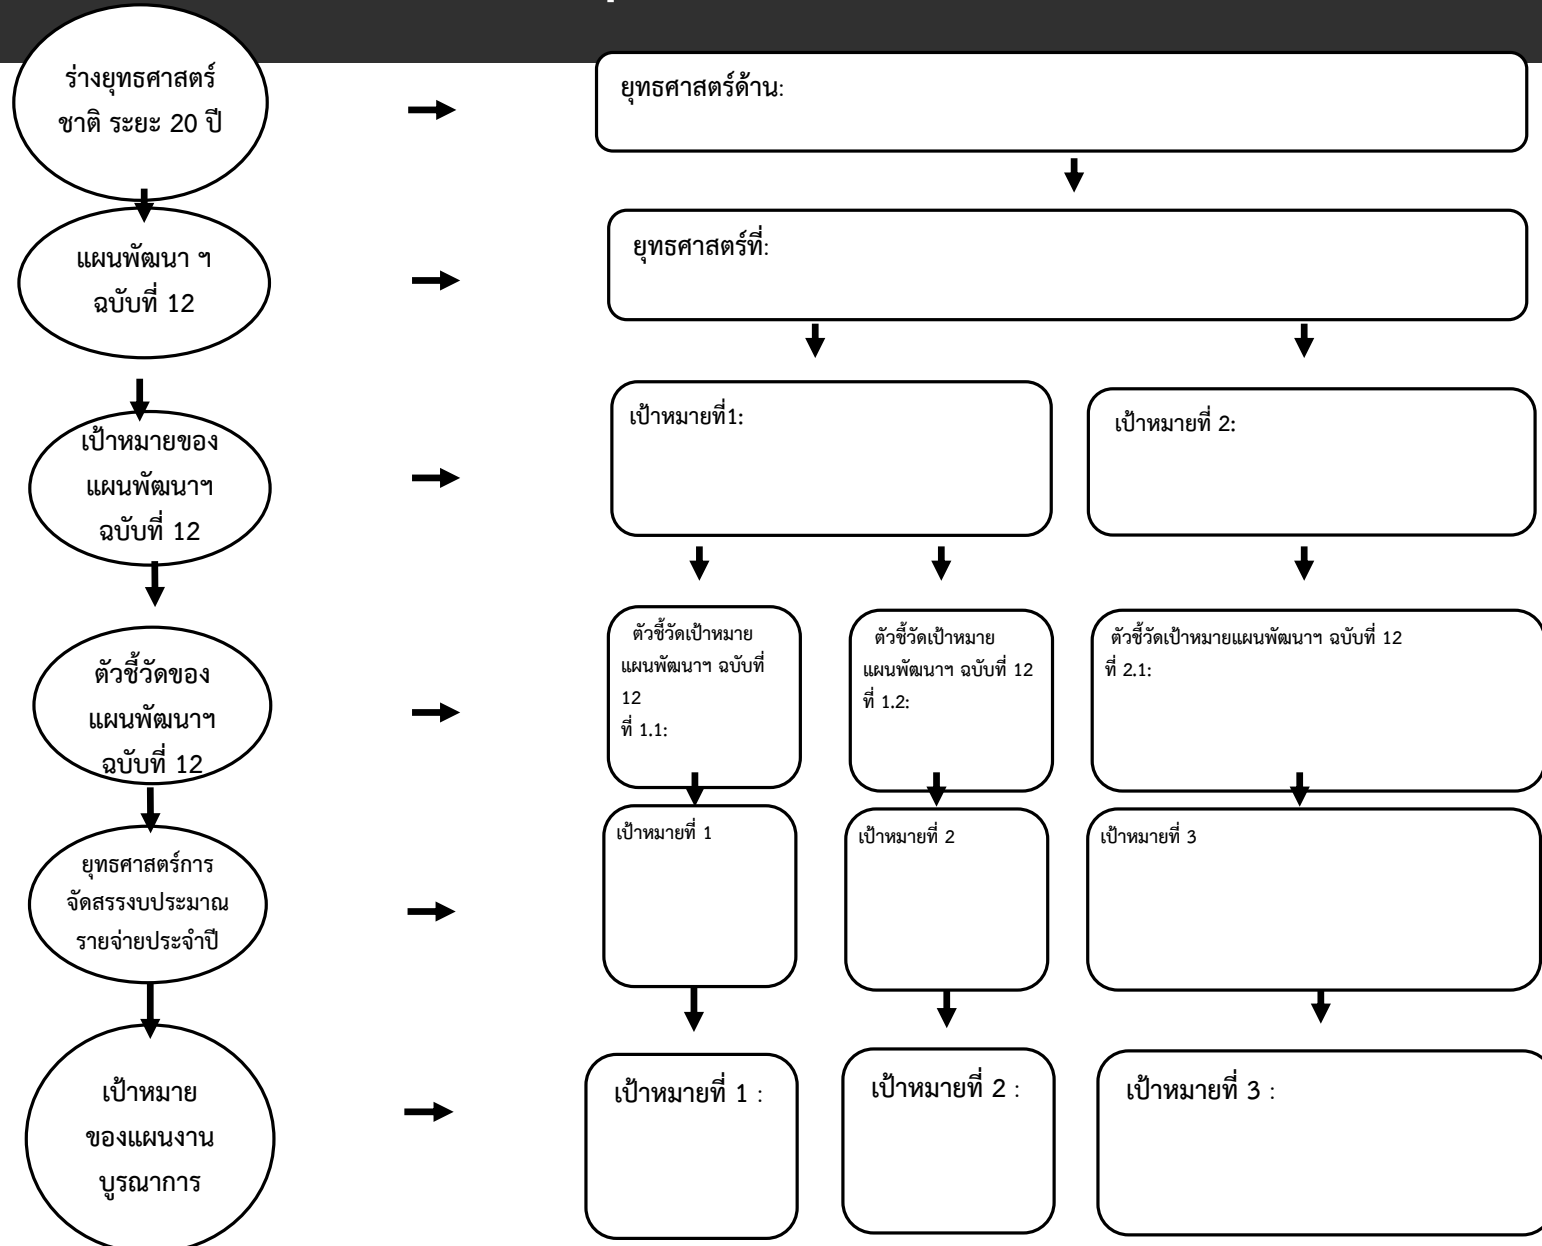 ร่างยุทธศาสตร์
ชาติ ระยะ 20 ปี
ยุทธศาสตร์ด้าน:
แผนพัฒนา ฯ
ฉบับที่ 12
ยุทธศาสตร์ที่:
เป้าหมายของ
แผนพัฒนาฯ
ฉบับที่ 12
เป้าหมายที่1:
เป้าหมายที่ 2:
ตัวชี้วัดของ
แผนพัฒนาฯ
ฉบับที่ 12
ตัวชี้วัดเป้าหมาย
แผนพัฒนาฯ ฉบับที่
12
ที่ 1.1:
ตัวชี้วัดเป้าหมาย
แผนพัฒนาฯ ฉบับที่ 12
ที่ 1.2:
ตัวชี้วัดเป้าหมายแผนพัฒนาฯ ฉบับที่ 12
ที่ 2.1:
ยุทธศาสตร์การ
จัดสรรงบประมาณ
รายจ่ายประจำปี
เป้าหมายที่ 1
เป้าหมายที่ 2
เป้าหมายที่ 3
เป้าหมาย
ของแผนงาน
บูรณาการ
เป้าหมายที่ 1 :
เป้าหมายที่ 2 :
เป้าหมายที่ 3 :